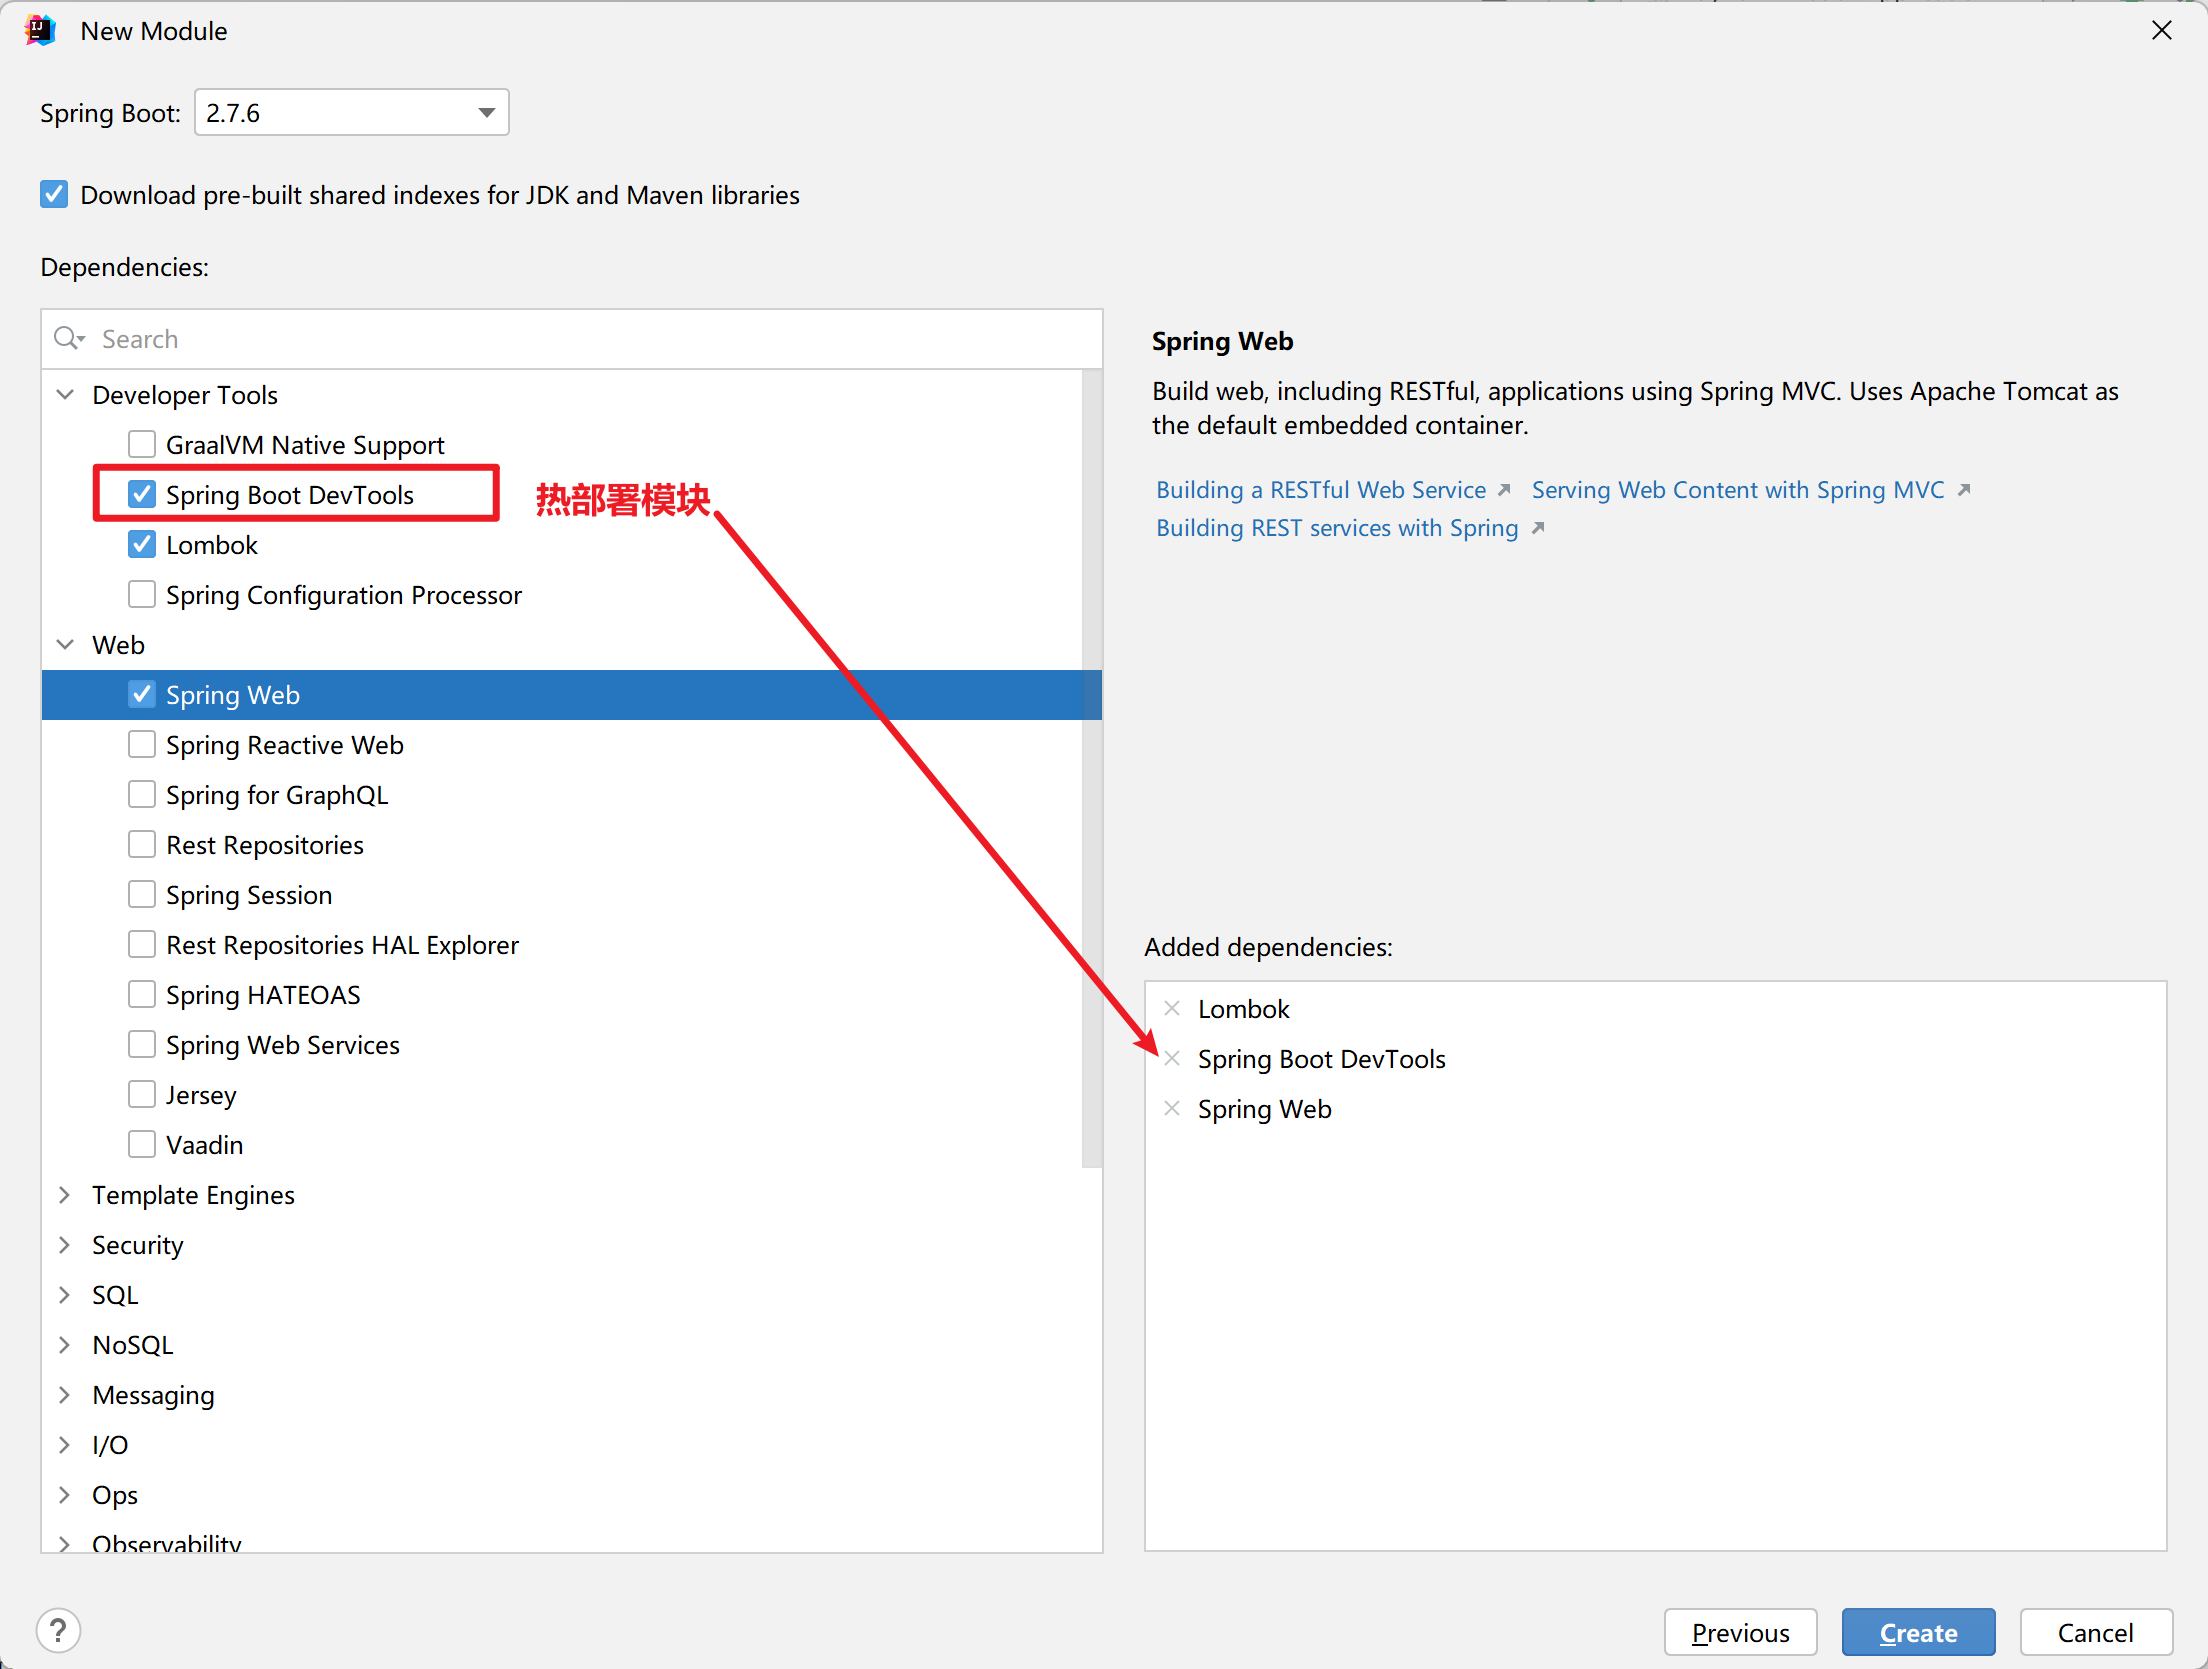 New Module
Spring Boot: 2.7.6
Download pre-built shared indexes for JDK and Maven libraries
Dependencies:
Search
Developer Tools
GraalVM Native Support
Spring Boot DevTools
热部署模块
Lombok
Spring Configuration Processor
Web
Spring Web
Spring Reactive Web
Spring for GraphQL
Rest Repositories
Spring Session
Rest Repositories HAL Explorer
Spring HATEOAS
Spring Web Services
Jersey
Vaadin
Template Engines
Security
SQL
NoSQL
Messaging
I/O
Ops
Observability
Spring Web
Build web, including RESTful, applications using Spring MVC. Uses Apache Tomcat as
the default embedded container.
Building a RESTful Web Service Serving Web Content with Spring MVC
Building REST services with Spring
Added dependencies:
Lombok
Spring Boot DevTools
Spring Web
?
Previous
Create
Cancel